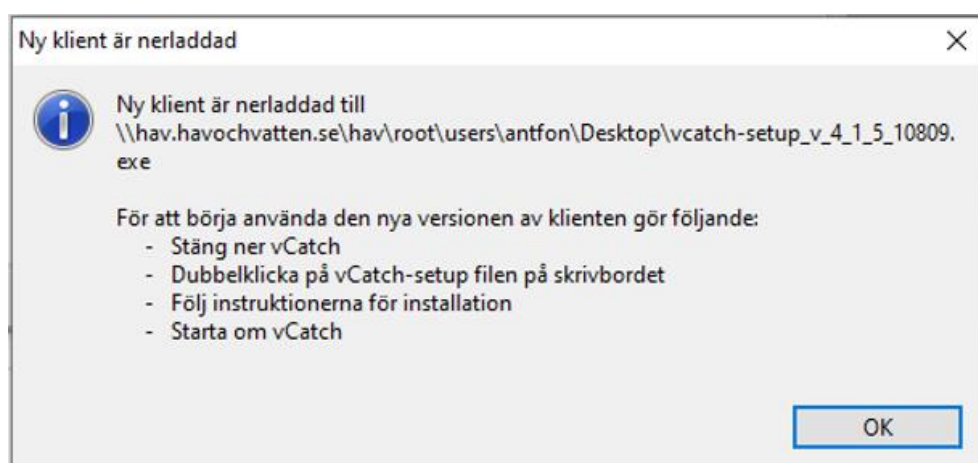 Ny klient är nerladdad
Ny klient är nerladdad till
\\hav.havochvatten.se\hav\root\users\antfon\Desktop\vcatch-setup_v_4_1_5_10809.
exe
För att börja använda den nya versionen av klienten gör följande:
- Stäng ner vCatch
- Dubbelklicka på vCatch-setup filen på skrivbordet
- Följ instruktionerna för installation
- Starta om vCatch
OK